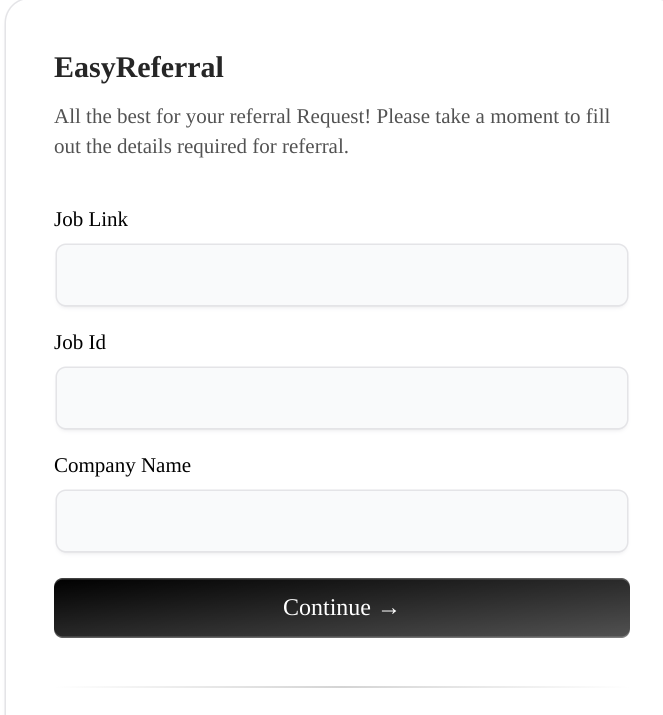 EasyReferral
All the best for your referral Request! Please take a moment to fill
out the details required for referral.
Job Link
Job Id
Company Name
Continue →